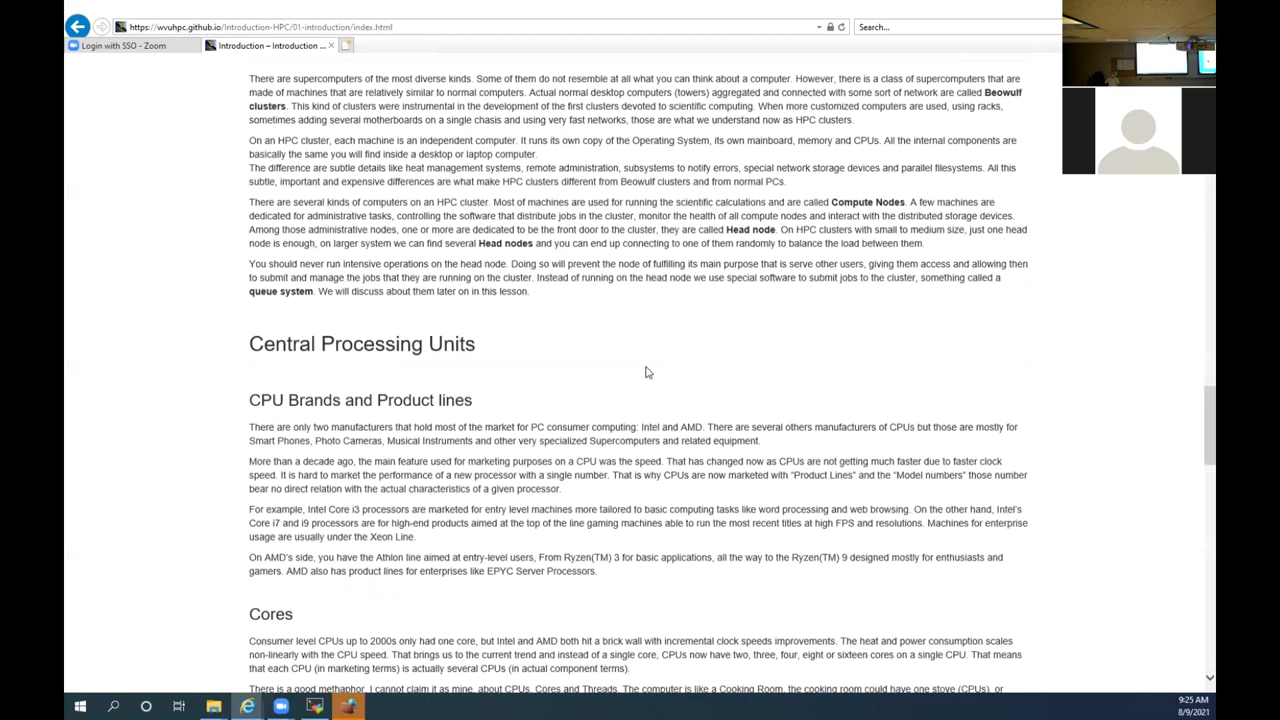 https://wvuhpc.github.io/Introduction-HPC/01-introduction/index.html
Search...
Login with SSO - Zoom
Introduction – Introduction ...
There are supercomputers of the most diverse kinds. Some of them do not resemble at all what you can think about a computer. However, there is a class of supercomputers that are
made of machines that are relatively similar to normal computers. Actual normal desktop computers (towers) aggregated and connected with some sort of network are called Beowulf
clusters. This kind of clusters were instrumental in the development of the first clusters devoted to scientific computing. When more customized computers are used, using racks,
sometimes adding several motherboards on a single chasis and using very fast networks, those are what we understand now as HPC clusters.
On an HPC cluster, each machine is an independent computer. It runs its own copy of the Operating System, its own mainboard, memory and CPUs. All the internal components are
basically the same you will find inside a desktop or laptop computer.
The difference are subtle details like heat management systems, remote administration, subsystems to notify errors, special network storage devices and parallel filesystems. All this
subtle, important and expensive differences are what make HPC clusters different from Beowulf clusters and from normal PCs.
There are several kinds of computers on an HPC cluster. Most of machines are used for running the scientific calculations and are called Compute Nodes. A few machines are
dedicated for administrative tasks, controlling the software that distribute jobs in the cluster, monitor the health of all compute nodes and interact with the distributed storage devices.
Among those administrative nodes, one or more are dedicated to be the front door to the cluster, they are called Head node. On HPC clusters with small to medium size, just one head
node is enough, on larger system we can find several Head nodes and you can end up connecting to one of them randomly to balance the load between them.
You should never run intensive operations on the head node. Doing so will prevent the node of fulfilling its main purpose that is serve other users, giving them access and allowing then
to submit and manage the jobs that they are running on the cluster. Instead of running on the head node we use special software to submit jobs to the cluster, something called a
queue system. We will discuss about them later on in this lesson.
Central Processing Units
CPU Brands and Product lines
There are only two manufacturers that hold most of the market for PC consumer computing: Intel and AMD. There are several others manufacturers of CPUs but those are mostly for
Smart Phones, Photo Cameras, Musical Instruments and other very specialized Supercomputers and related equipment.
More than a decade ago, the main feature used for marketing purposes on a CPU was the speed. That has changed now as CPUs are not getting much faster due to faster clock
speed. It is hard to market the performance of a new processor with a single number. That is why CPUs are now marketed with “Product Lines” and the “Model numbers” those number
bear no direct relation with the actual characteristics of a given processor.
For example, Intel Core i3 processors are marketed for entry level machines more tailored to basic computing tasks like word processing and web browsing. On the other hand, Intel’s
Core i7 and i9 processors are for high-end products aimed at the top of the line gaming machines able to run the most recent titles at high FPS and resolutions. Machines for enterprise
usage are usually under the Xeon Line.
On AMD’s side, you have the Athlon line aimed at entry-level users, From Ryzen(TM) 3 for basic applications, all the way to the Ryzen(TM) 9 designed mostly for enthusiasts and
gamers. AMD also has product lines for enterprises like EPYC Server Processors.
Cores
Consumer level CPUs up to 2000s only had one core, but Intel and AMD both hit a brick wall with incremental clock speeds improvements. The heat and power consumption scales
non-linearly with the CPU speed. That brings us to the current trend and instead of a single core, CPUs now have two, three, four, eight or sixteen cores on a single CPU. That means
that each CPU (in marketing terms) is actually several CPUs (in actual component terms).
There is a good methaphor, I cannot claim it as mine, about CPUs, Cores and Threads. The computer is like a Cooking Room, the cooking room could have one stove (CPUs), or
9:25 AM
8/9/2021